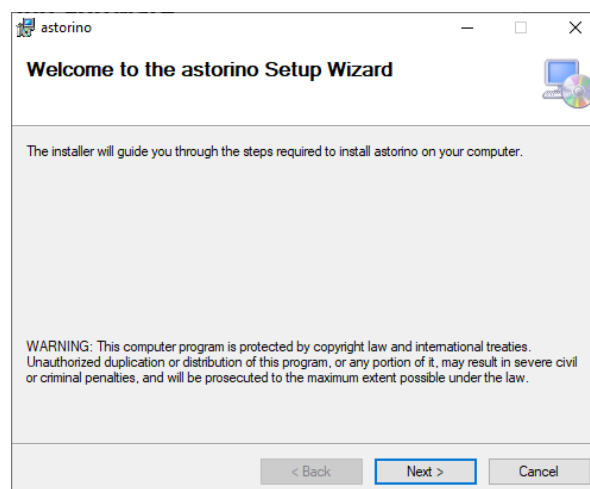 astorino
Welcome to the astorino Setup Wizard
The installer will guide you through the steps required to install astorino on your computer.
WARNING: This computer program is protected by copyright law and international treaties.
Unauthorized duplication or distribution of this program, or any portion of it, may result in severe civil
or criminal penalties, and will be prosecuted to the maximum extent possible under the law.
< Back Next > Cancel